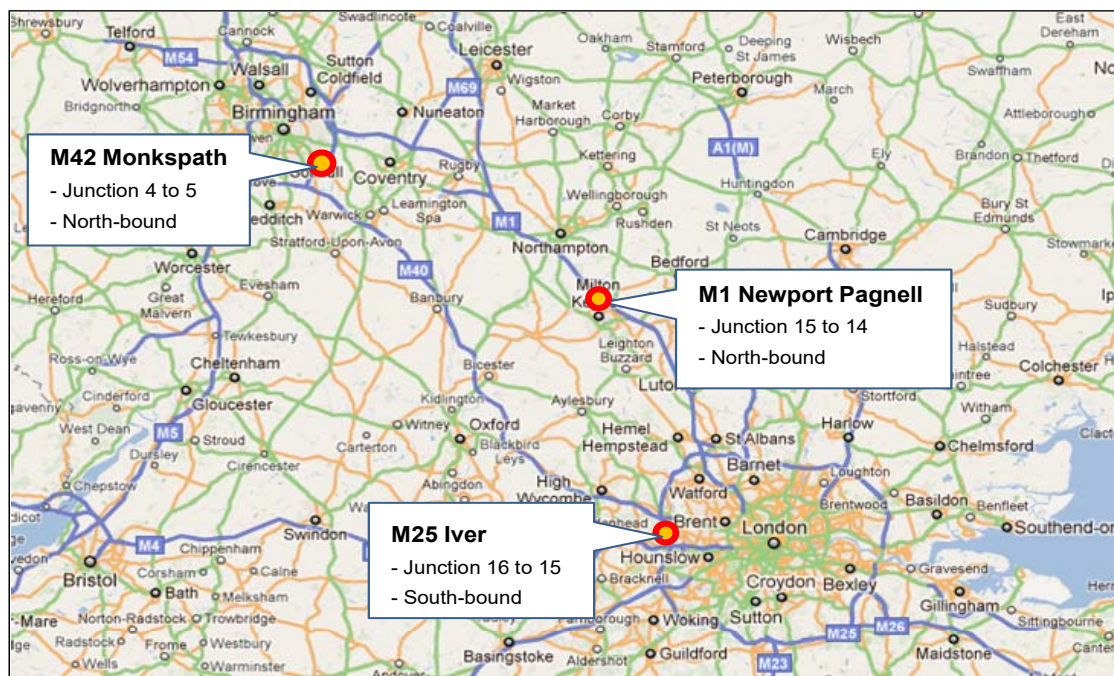 Shrewsbury
Telford
Cannock
Swadlincote
Coalville
Leicester
Oakham
Stamford
Deeping
St James
Wisbech
East
Dereham
M54
Walsall
Sutton
Coldfield
Wolverhampton
M69
Wigston
Peterborough
March
Swaffham
No
Bridgnorth
Birmingham
Nuneaton
Market
Harborough
Corby
Attleborough
M42 Monkspath
- Junction 4 to 5
- North-bound
Coventry
Rugby
Kettering
A1(M)
Ely
Brandon
Thetford
Huntingdon
Leamington
Spa
Warwick
M1
Wellingborough
Rushden
St Neots
Bury St
Edmunds
Stratford-Upon-Avon
Northampton
Cambridge
Stowmarket
Worcester
M40
Bedford
Hereford
Great
Malvern
Evesham
Banbury
Milton
M1 Newport Pagnell
- Junction 15 to 14
- North-bound
Ip
Sudbury
Tewkesbury
Ross-on-Wye
Cheltenham
Bicester
Leighton
Buzzard
Halstead
Colchester
Cinderford
Gloucester
Luto
Stortford
Aylesbury
Kidlington
Witham
West Dean
M5
Stroud
Witney
Oxford
Hemel
Hempstead
St Albans
Harlow
Chelmsford
Clact
Dursley
Cirencester
Carterton
Blackbird
Leys
Barnet
Loughton
Chepstow
Abingdon
High
Wycombe
Watford
Brentwood
Basildon
Benfleet
Swindon
M25 Iver
- Junction 16 to 15
- South-bound
Brent
London
Southend-on
M4
Chippenham
Hounslow
Bristol
Corsham
Calne
Bracknell
Croydon
Bexley
Gravesend
Bath
Melksham
Sutton
Gillingham
Norton-Radstock
Trowbridge
Woking
M25
M26
Sittingbourne
Radstock
Frome
Westbury
Basingstoke
Aldershot
Guildford
M23
Maidstone
Wells
Warminster